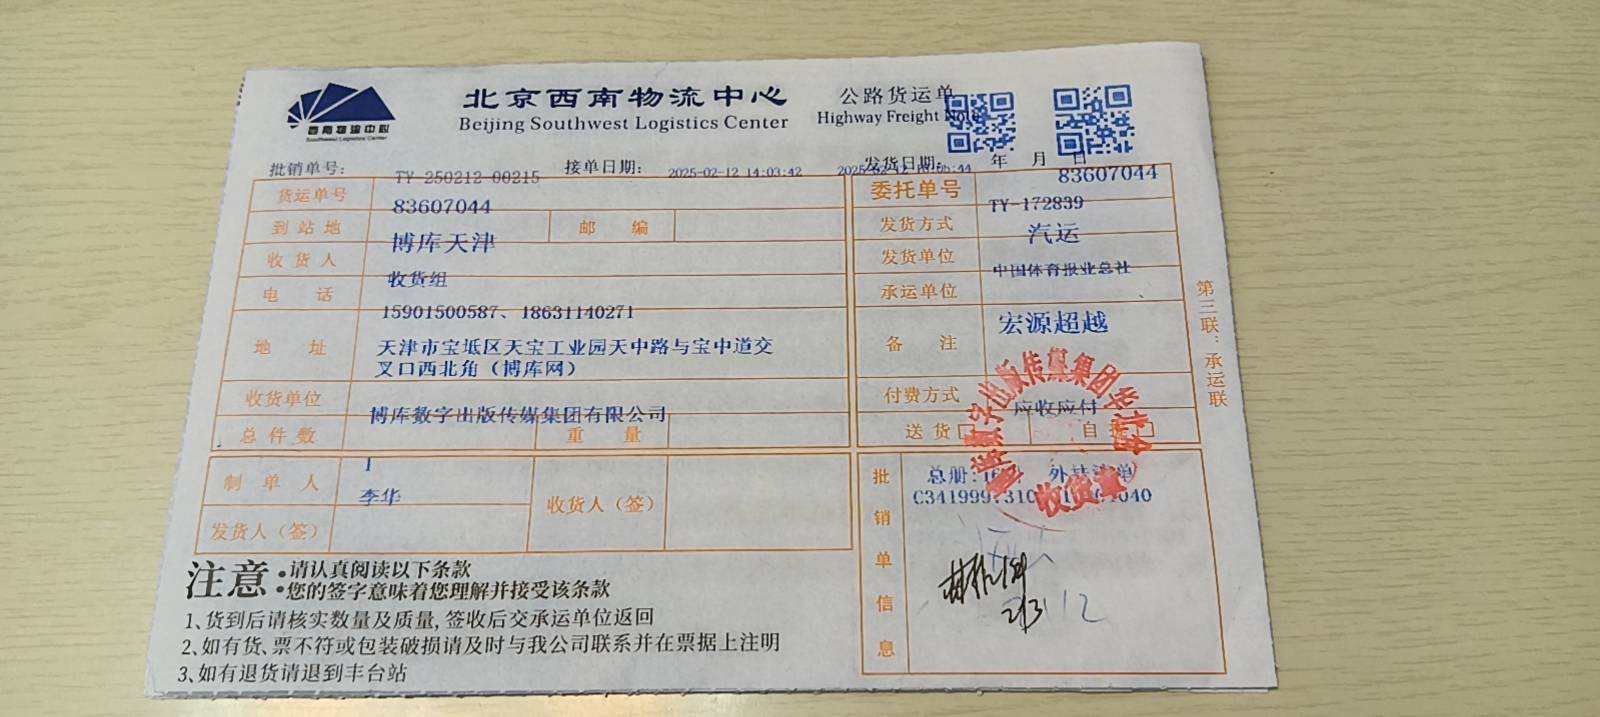 西南物流中心
Southwest Logistics Center
北京西南物流中心
Beijing Southwest Logistics Center
公路货运单
Highway Freight Note
批销单号: TY-250212-00215 接单日期: 2025-02-12 14:03:42 发货日期: 年 月 日
货运单号 83607044
到站地 博库天津 邮编
收货人 收货组
电话 15901500587、18631140271
地址 天津市宝坻区天宝工业园天中路与宝中道交
叉口西北角（博库网）
收货单位 博库数字出版传媒集团有限公司
总件数 1 重量
制单人 李华 收货人（签）
发货人（签）
83607044
委托单号 TY-172839
发货方式 汽运
发货单位 中国体育报业总社
承运单位 宏源超越
备注
付费方式 应收应付
送货 自提
批销单信息 总册:
收货章
第三联：承运联
注意:请认真阅读以下条款
您的签字意味着您理解并接受该条款
1、货到后请核实数量及质量,签收后交承运单位返回
2、如有货、票不符或包装破损请及时与我公司联系并在票据上注明
3、如有退货请退到丰台站